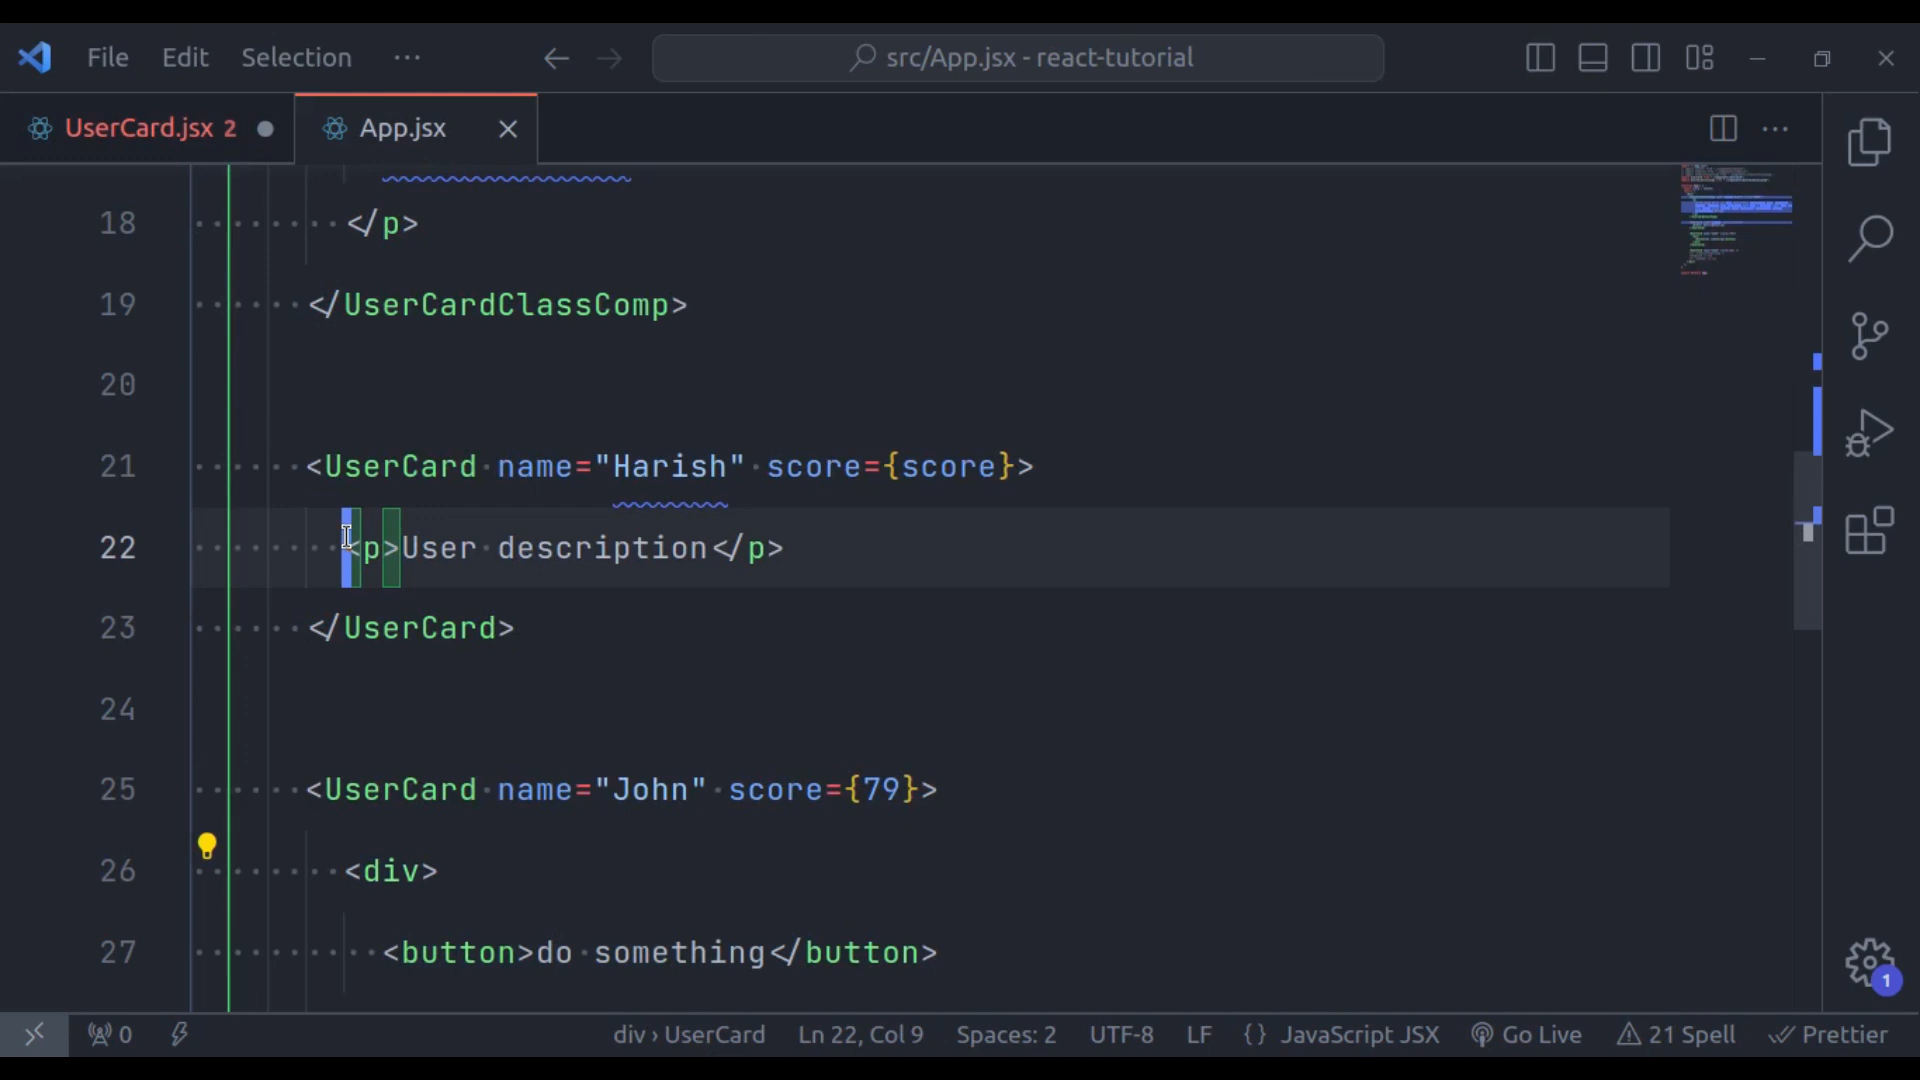 File Edit Selection ··· src/App.jsx - react-tutorial
UserCard.jsx 2 App.jsx
18 </p>
19 </UserCardClassComp>
20
21 <UserCard name="Harish" score={score}>
22 <p>User description</p>
23 </UserCard>
24
25 <UserCard name="John" score={79}>
26 <div>
27 <button>do something</button>
0 div › UserCard Ln 22, Col 9 Spaces: 2 UTF-8 LF {} JavaScript JSX Go Live 21 Spell Prettier
1